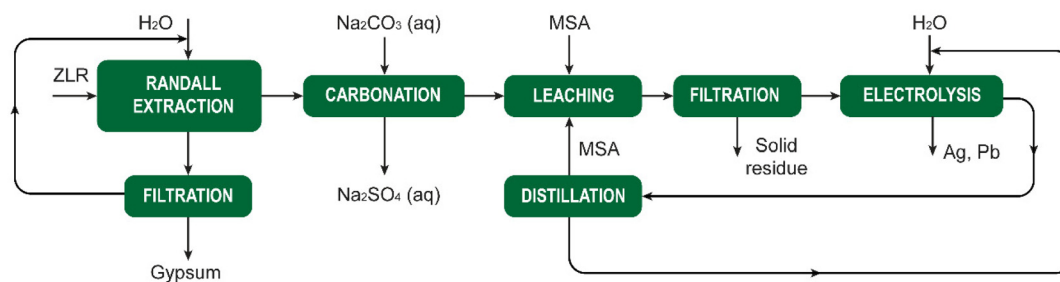 H₂O
Na₂CO₃ (aq)
MSA
H₂O
ZLR
RANDALL
EXTRACTION
CARBONATION
LEACHING
FILTRATION
ELECTROLYSIS
MSA
Solid
residue
Ag, Pb
FILTRATION
Na₂SO₄ (aq)
DISTILLATION
Gypsum